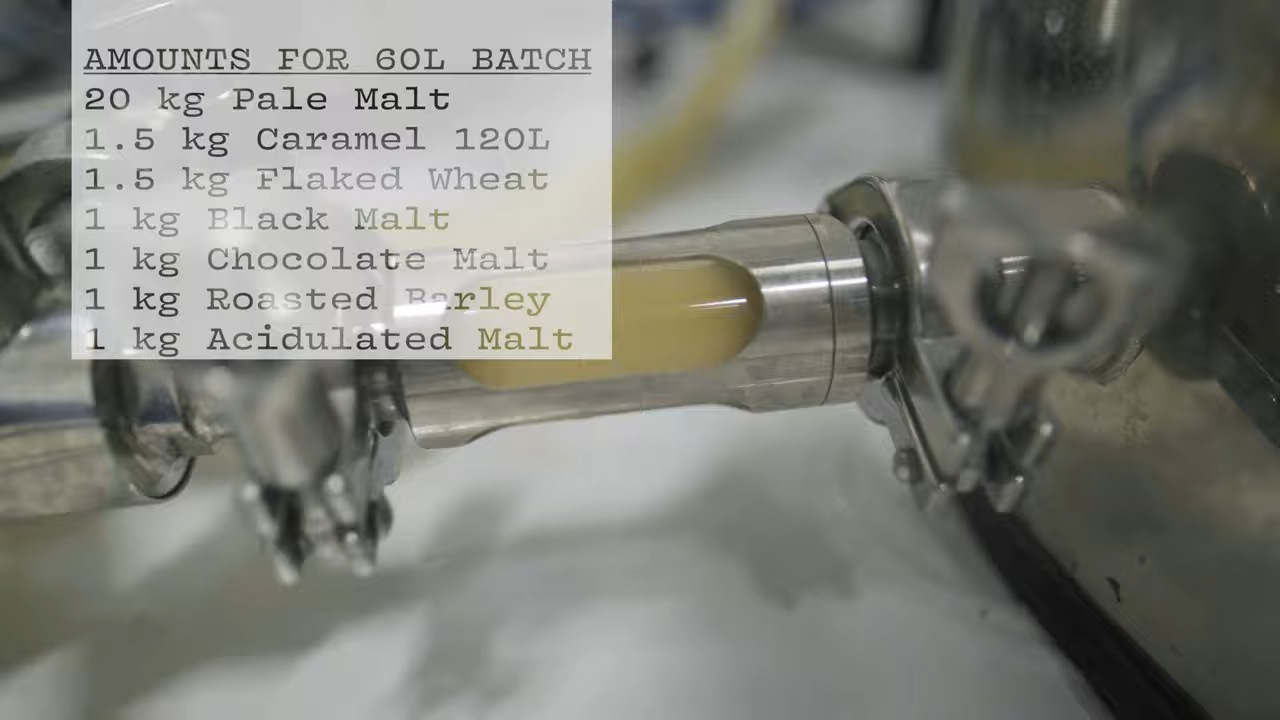 AMOUNTS FOR 60L BATCH
20 kg Pale Malt
1.5 kg Caramel 120L
1.5 kg Flaked Wheat
1 kg Black Malt
1 kg Chocolate Malt
1 kg Roasted Barley
1 kg Acidulated Malt